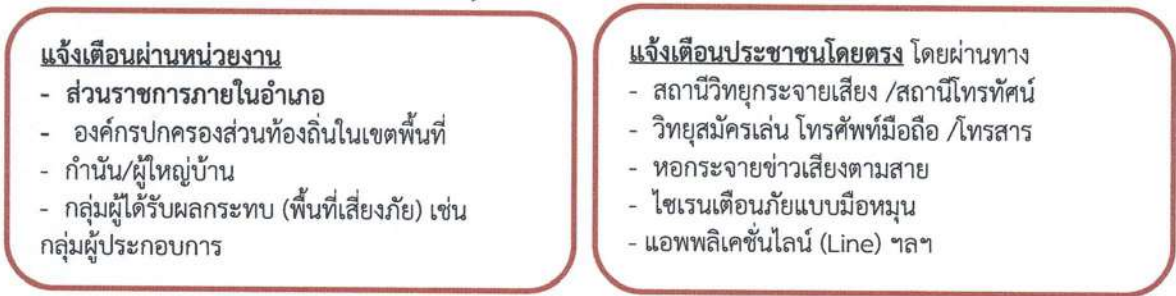 แจ้งเตือนผ่านหน่วยงาน
- ส่วนราชการภายในอำเภอ
- องค์กรปกครองส่วนท้องถิ่นในเขตพื้นที่
- กำนัน/ผู้ใหญ่บ้าน
- กลุ่มผู้ได้รับผลกระทบ (พื้นที่เสี่ยงภัย) เช่น
กลุ่มผู้ประกอบการ
แจ้งเตือนประชาชนโดยตรง โดยผ่านทาง
- สถานีวิทยุกระจายเสียง /สถานีโทรทัศน์
- วิทยุสมัครเล่น โทรศัพท์มือถือ /โทรสาร
- หอกระจายข่าวเสียงตามสาย
- ไซเรนเตือนภัยแบบมือหมุน
- แอพพลิเคชั่นไลน์ (Line) ฯลฯ